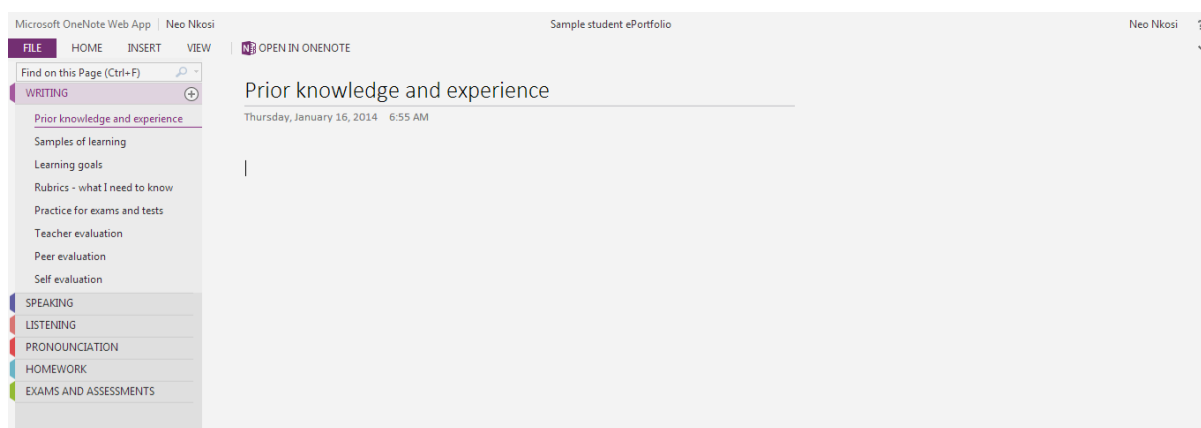 Microsoft OneNote Web App | Neo Nkosi
Sample student ePortfolio
Neo Nkosi
?
FILE HOME INSERT VIEW | OPEN IN ONENOTE
Find on this Page (Ctrl+F)
WRITING
Prior knowledge and experience
Samples of learning
Learning goals
Rubrics - what I need to know
Practice for exams and tests
Teacher evaluation
Peer evaluation
Self evaluation
SPEAKING
LISTENING
PRONOUNCIATION
HOMEWORK
EXAMS AND ASSESSMENTS
Prior knowledge and experience
Thursday, January 16, 2014 6:55 AM